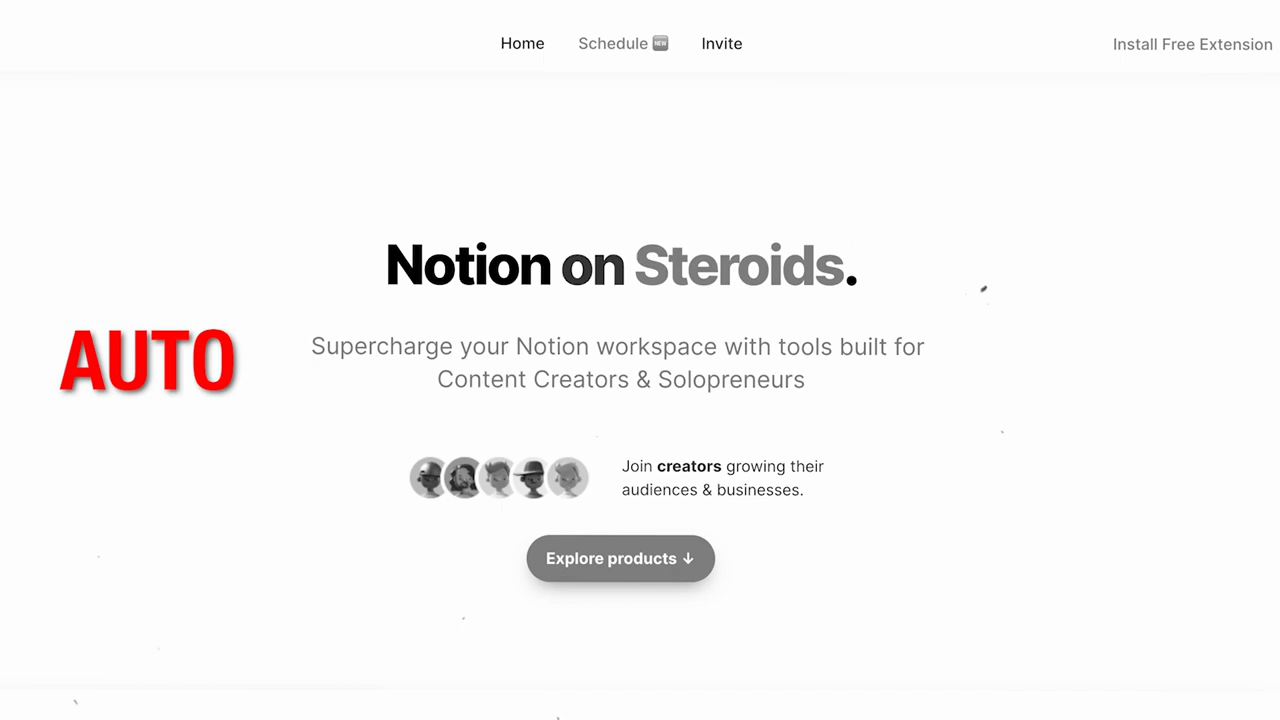 Home Schedule NEW Invite Install Free Extension
Notion on Steroids.
AUTO
Supercharge your Notion workspace with tools built for
Content Creators & Solopreneurs
Join creators growing their
audiences & businesses.
Explore products ↓